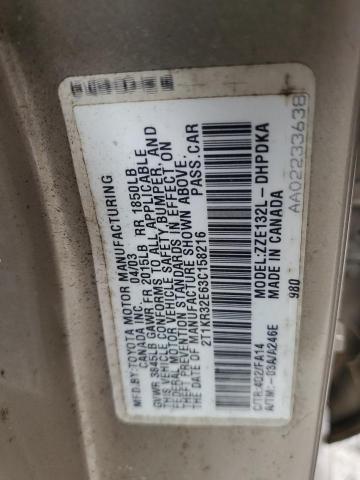 MFD.BY:TOYOTA MOTOR MANUFACTURING
CANADA INC. 04/03
GVWR 3845LB GAWR FR 2015LB RR 1850LB
THIS VEHICLE CONFORMS TO ALL APPLICABLE
FEDERAL MOTOR VEHICLE SAFETY, BUMPER, AND
THEFT PREVENTION STANDARDS IN EFFECT ON THE DATE
OF MANUFACTURE SHOWN ABOVE.
2T1KR32E63C158216 PASS.CAR
AA02233638
MODEL:ZZE132L-DHPDKA
MADE IN CANADA
980
C/TR:4Q2/FA14
A/TM:-03A/A246E